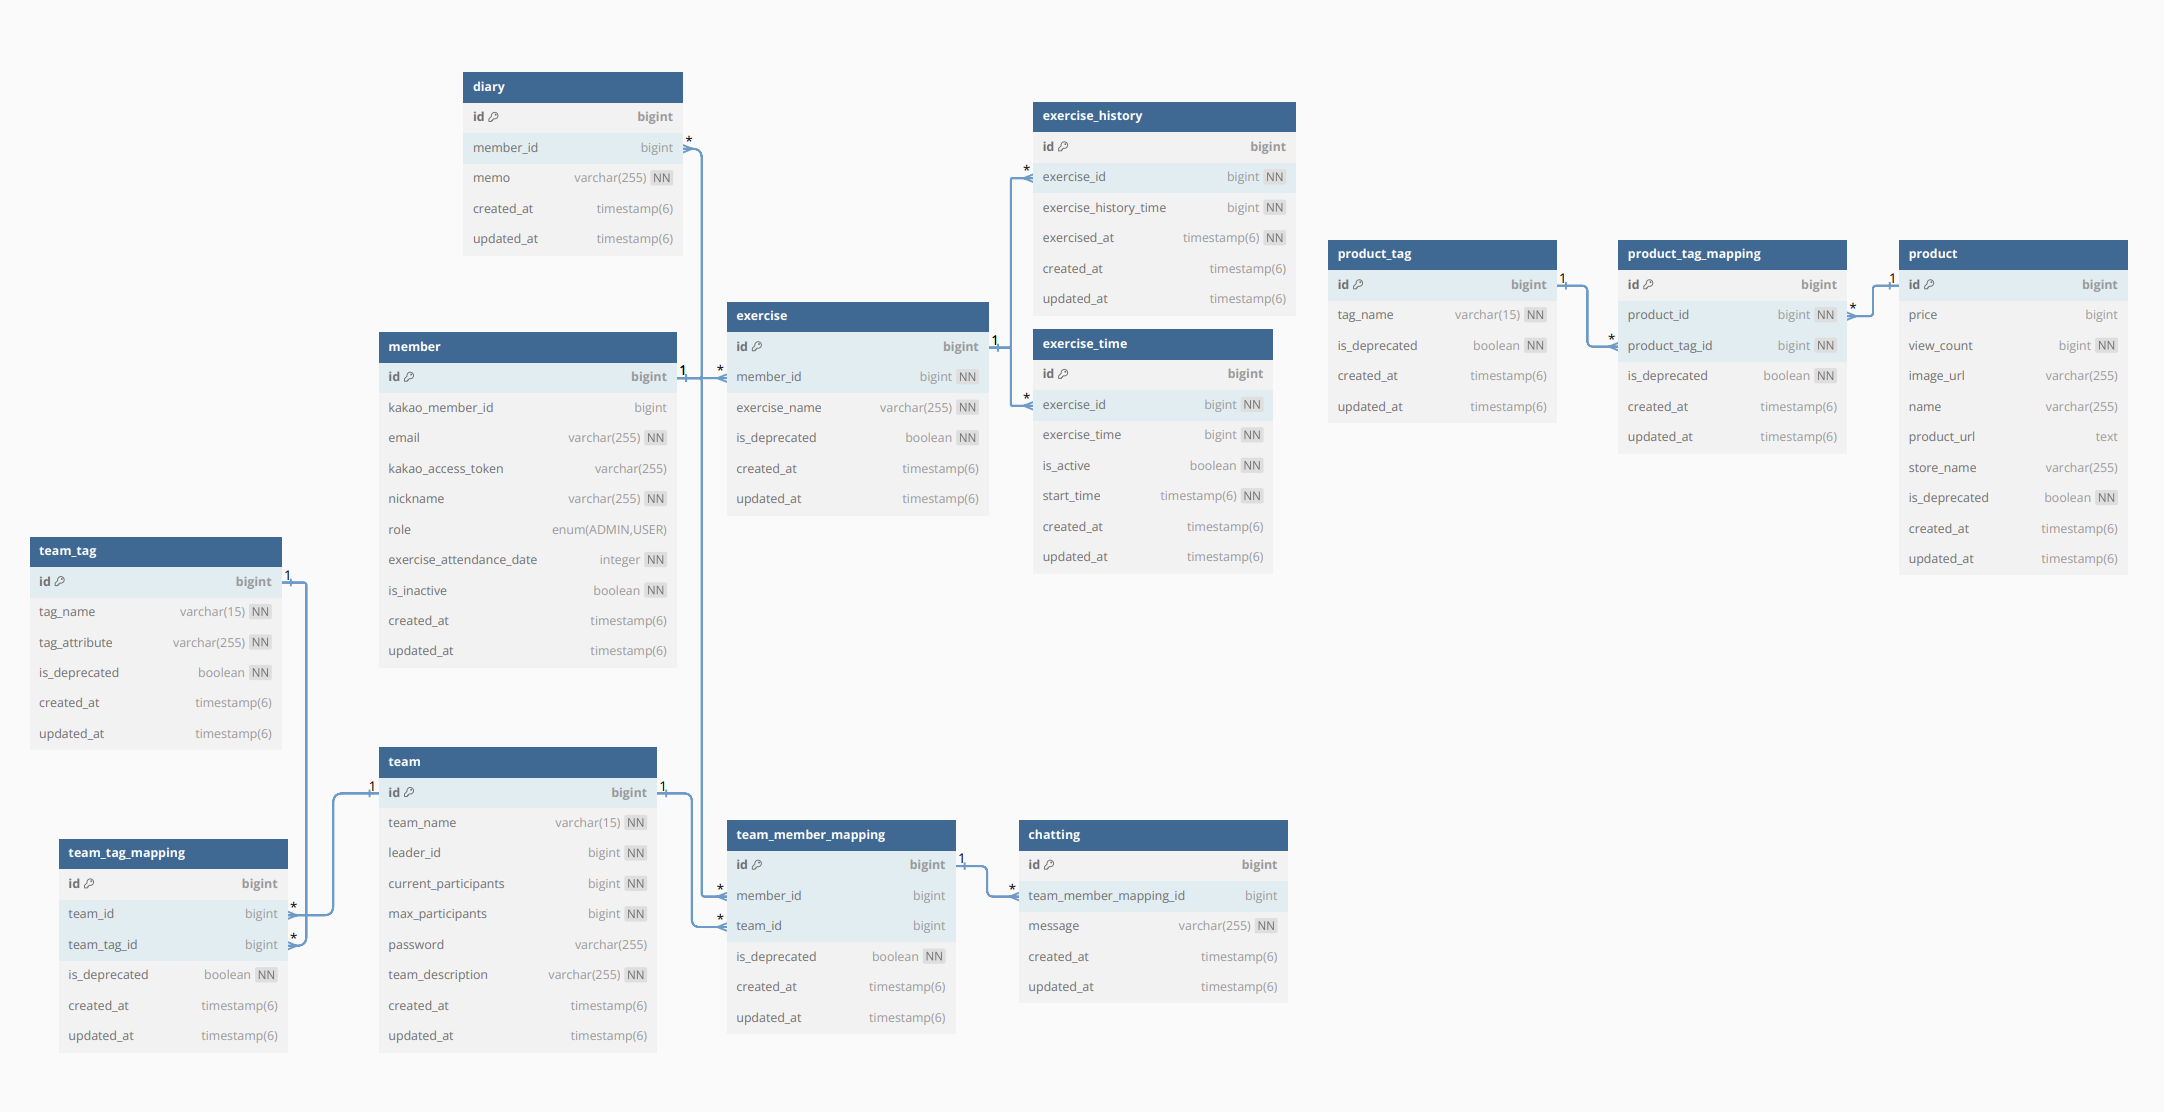 diary
id bigint
member_id bigint
memo varchar(255) NN
created_at timestamp(6)
updated_at timestamp(6)
*
exercise_history
id bigint
exercise_id bigint NN
exercise_history_time bigint NN
exercised_at timestamp(6) NN
created_at timestamp(6)
updated_at timestamp(6)
*
product_tag
id bigint
tag_name varchar(15) NN
is_deprecated boolean NN
created_at timestamp(6)
updated_at timestamp(6)
1
*
product_tag_mapping
id bigint
product_id bigint NN
product_tag_id bigint NN
is_deprecated boolean NN
created_at timestamp(6)
updated_at timestamp(6)
*
1
product
id bigint
price bigint
view_count bigint NN
image_url varchar(255)
name varchar(255)
product_url text
store_name varchar(255)
is_deprecated boolean NN
created_at timestamp(6)
updated_at timestamp(6)
member
id bigint
kakao_member_id bigint
email varchar(255) NN
kakao_access_token varchar(255)
nickname varchar(255) NN
role enum(ADMIN,USER)
exercise_attendance_date integer NN
is_inactive boolean NN
created_at timestamp(6)
updated_at timestamp(6)
1
*
exercise
id bigint
member_id bigint NN
exercise_name varchar(255) NN
is_deprecated boolean NN
created_at timestamp(6)
updated_at timestamp(6)
1
*
exercise_time
id bigint
exercise_id bigint NN
exercise_time bigint NN
is_active boolean NN
start_time timestamp(6) NN
created_at timestamp(6)
updated_at timestamp(6)
team_tag
id bigint
tag_name varchar(15) NN
tag_attribute varchar(255) NN
is_deprecated boolean NN
created_at timestamp(6)
updated_at timestamp(6)
1
team_tag_mapping
id bigint
team_id bigint
team_tag_id bigint
is_deprecated boolean NN
created_at timestamp(6)
updated_at timestamp(6)
*
*
1
team
id bigint
team_name varchar(15) NN
leader_id bigint NN
current_participants bigint NN
max_participants bigint NN
password varchar(255)
team_description varchar(255) NN
created_at timestamp(6)
updated_at timestamp(6)
1
*
*
team_member_mapping
id bigint
member_id bigint
team_id bigint
is_deprecated boolean NN
created_at timestamp(6)
updated_at timestamp(6)
1
*
chatting
id bigint
team_member_mapping_id bigint
message varchar(255) NN
created_at timestamp(6)
updated_at timestamp(6)